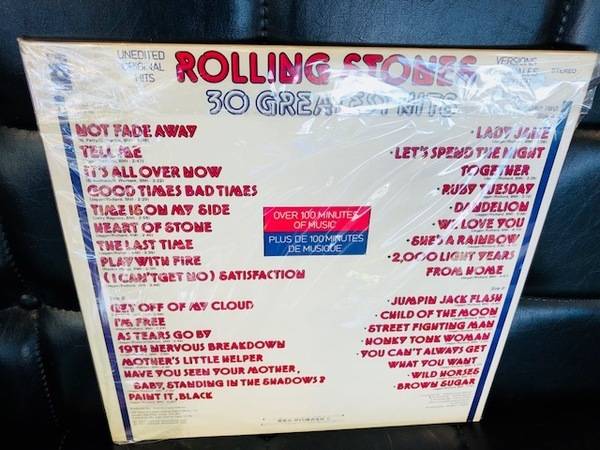 UNEDITED
ORIGINAL
HITS
ROLLING STONES
30 GREATEST HITS
VERSIONS
STEREO
NOT FADE AWAY
TELL ME
IT'S ALL OVER NOW
GOOD TIMES BAD TIMES
TIME IS ON MY SIDE
HEART OF STONE
THE LAST TIME
PLAY WITH FIRE
(I CAN'T GET NO) SATISFACTION
GET OFF OF MY CLOUD
I'M FREE
AS TEARS GO BY
19TH NERVOUS BREAKDOWN
MOTHER'S LITTLE HELPER
HAVE YOU SEEN YOUR MOTHER,
BABY, STANDING IN THE SHADOWS?
PAINT IT, BLACK
OVER 100 MINUTES
OF MUSIC
PLUS DE 100 MINUTES
DE MUSIQUE
· LADY JANE
· LET'S SPEND THE NIGHT
TOGETHER
· RUBY TUESDAY
· DANDELION
· WE LOVE YOU
· SHE'S A RAINBOW
· 2,000 LIGHT YEARS
FROM HOME
· JUMPIN JACK FLASH
· CHILD OF THE MOON
· STREET FIGHTING MAN
· HONKY TONK WOMAN
· YOU CAN'T ALWAYS GET
WHAT YOU WANT
· WILD HORSES
· BROWN SUGAR